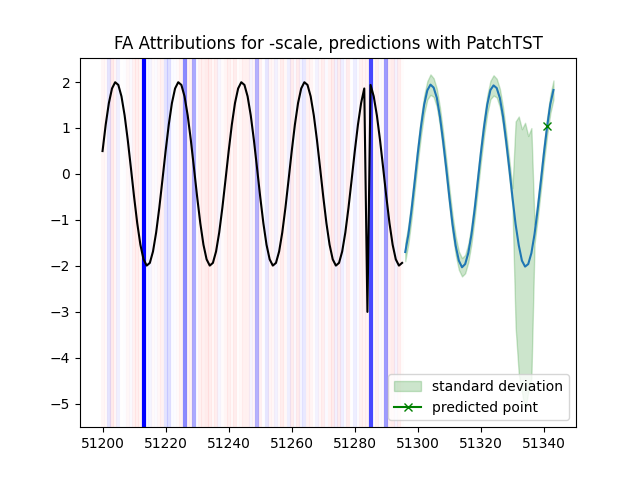 FA Attributions for -scale, predictions with PatchTST
2
1
0
−1
−2
−3
−4
−5
standard deviation
predicted point
51200 51220 51240 51260 51280 51300 51320 51340